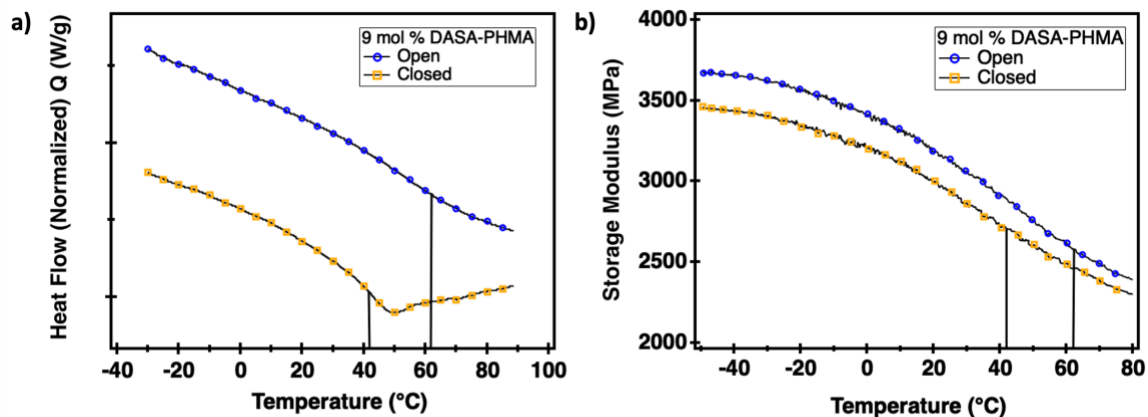 a)
Heat Flow (Normalized) Q (W/g)
9 mol % DASA-PHMA
Open
Closed
-40 -20 0 20 40 60 80 100
Temperature (°C)
b)
Storage Modulus (MPa)
4000
3500
3000
2500
2000
9 mol % DASA-PHMA
Open
Closed
-40 -20 0 20 40 60 80
Temperature (°C)